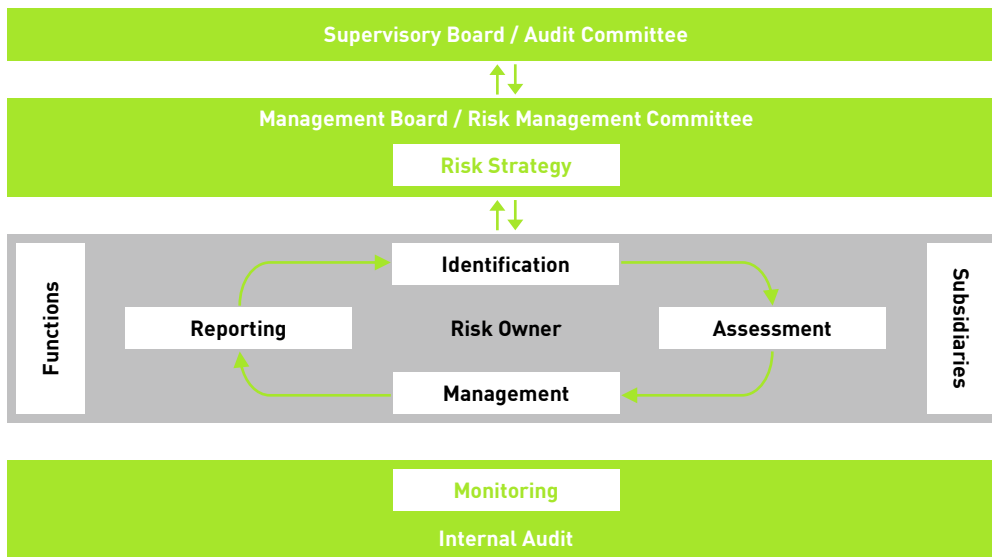 Supervisory Board / Audit Committee
Management Board / Risk Management Committee
Risk Strategy
Functions
Identification
Reporting
Risk Owner
Assessment
Management
Subsidiaries
Monitoring
Internal Audit